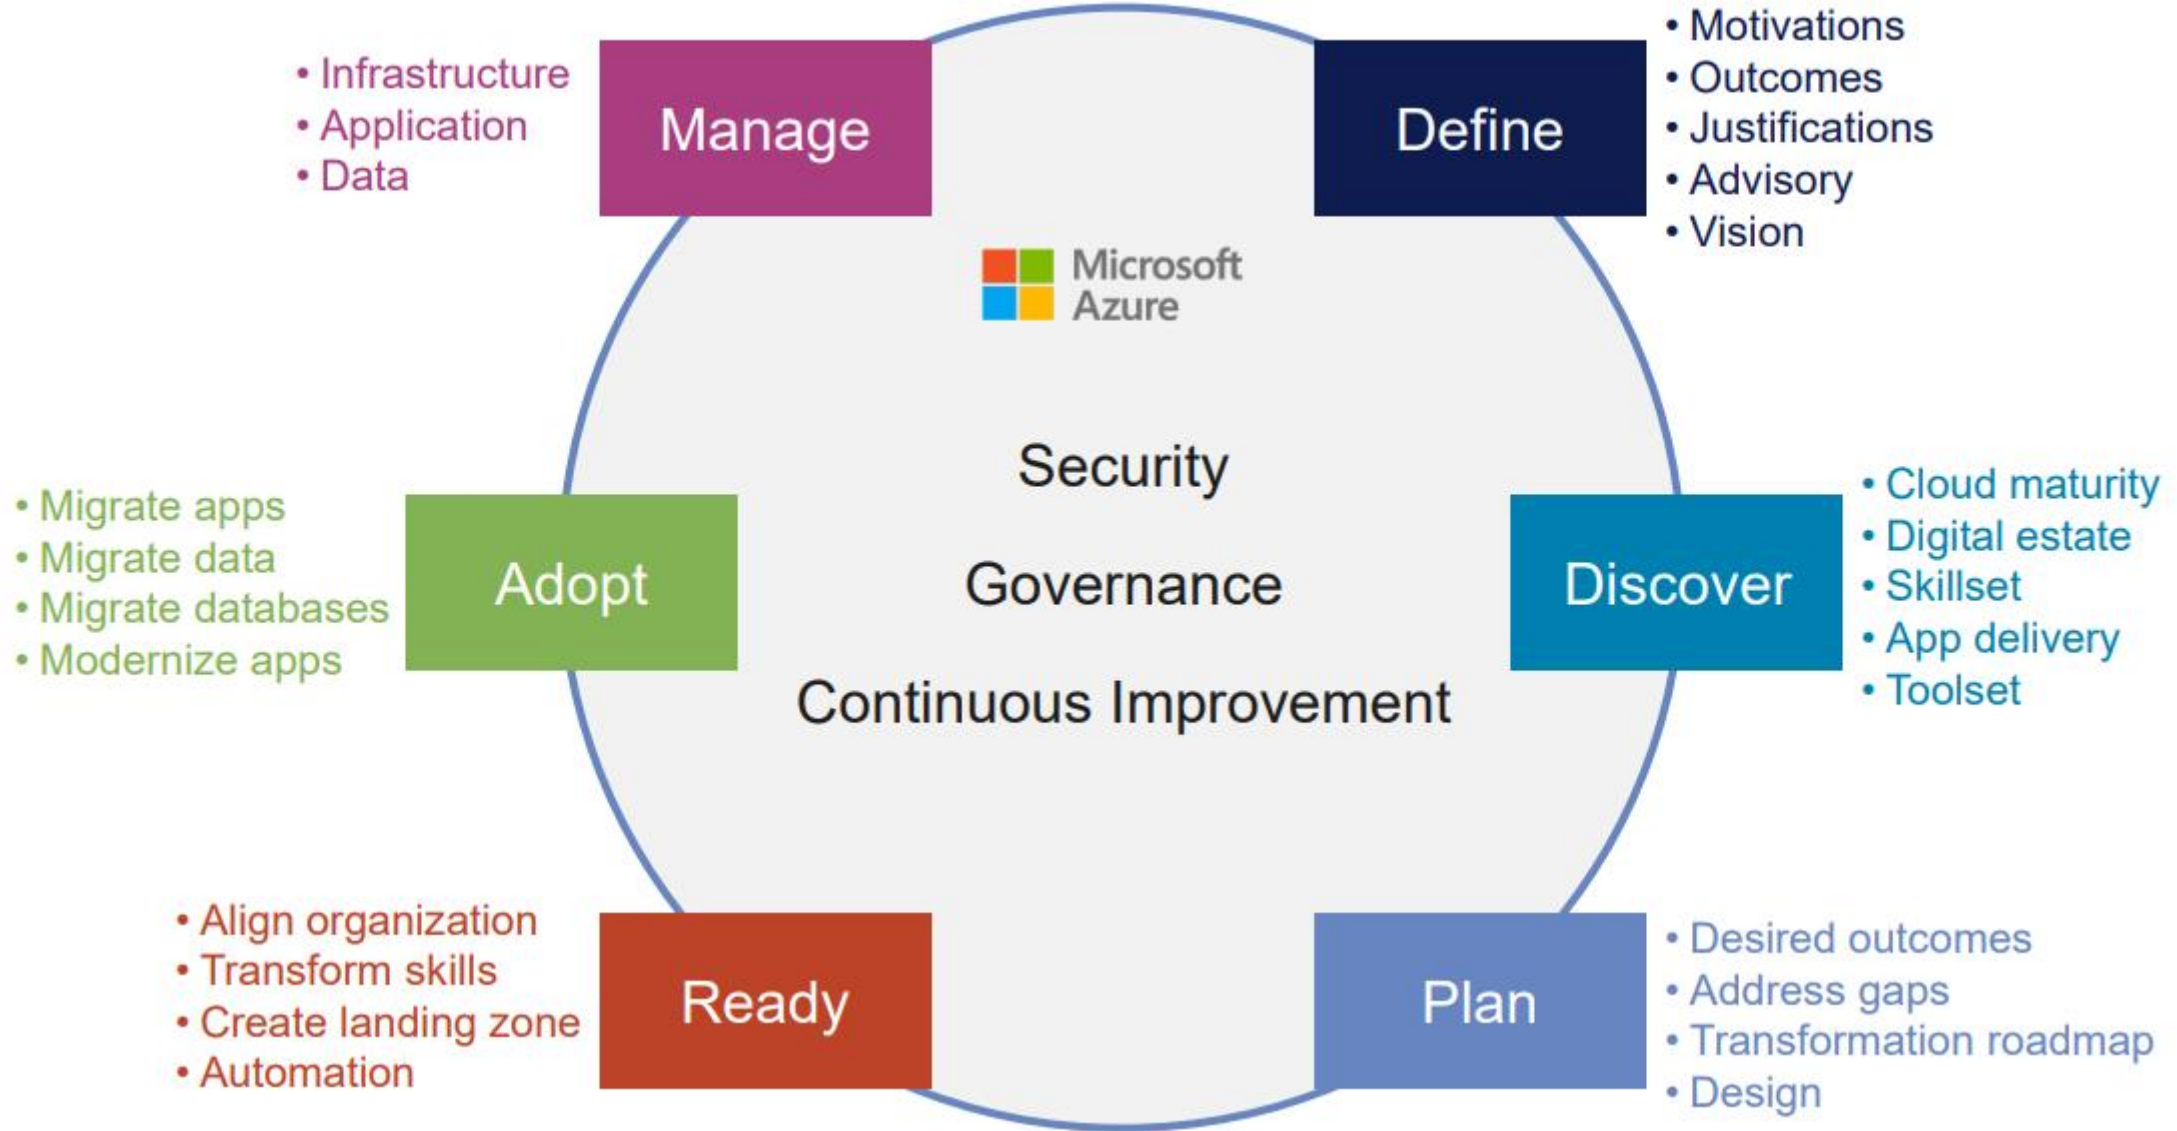 • Infrastructure
• Application
• Data
Manage
Define
• Motivations
• Outcomes
• Justifications
• Advisory
• Vision
Microsoft
Azure
Security
Governance
Continuous Improvement
• Migrate apps
• Migrate data
• Migrate databases
• Modernize apps
Adopt
Discover
• Cloud maturity
• Digital estate
• Skillset
• App delivery
• Toolset
• Align organization
• Transform skills
• Create landing zone
• Automation
Ready
Plan
• Desired outcomes
• Address gaps
• Transformation roadmap
• Design